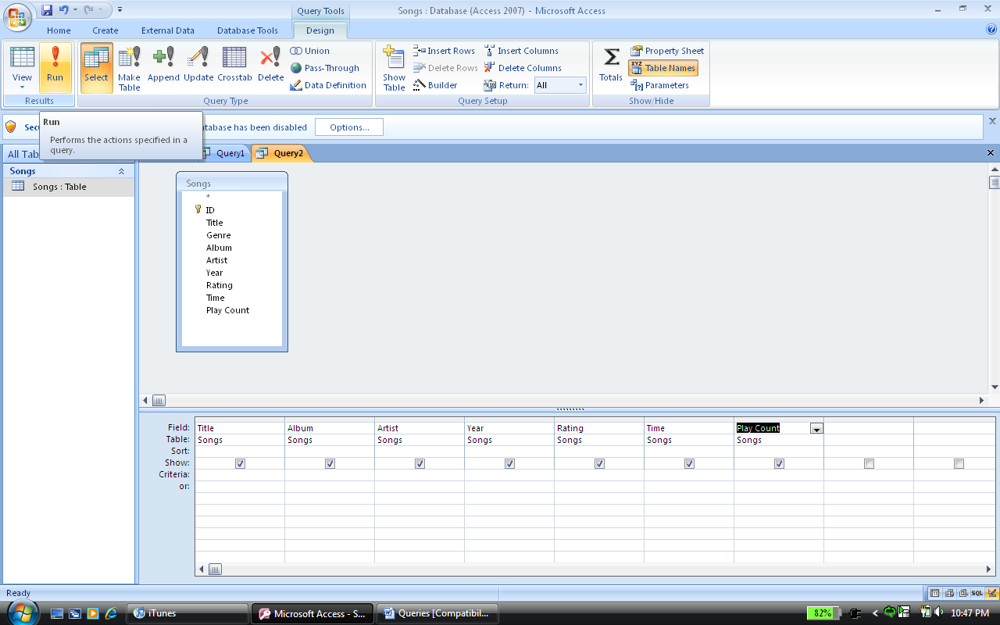 Query Tools
Songs : Database (Access 2007) - Microsoft Access
Home Create External Data Database Tools Design
View
Run
Results
Select
Make Table
Append
Update
Crosstab
Delete
Union
Pass-Through
Data Definition
Query Type
Show Table
Insert Rows
Delete Rows
Builder
Insert Columns
Delete Columns
Return: All
Query Setup
Σ
Totals
XYZ
Property Sheet
Table Names
Parameters
Show/Hide
Run
Performs the actions specified in a
query.
Options...
base has been disabled
All Tab
Query1
Query2
Songs
Songs : Table
Songs
*
ID
Title
Genre
Album
Artist
Year
Rating
Time
Play Count
Field: Title Album Artist Year Rating Time Play Count
Table: Songs Songs Songs Songs Songs Songs Songs
Sort:
Show:
Criteria:
or:
Ready
SQL
iTunes
Microsoft Access - S...
Queries [Compatibil...
82%
10:47 PM